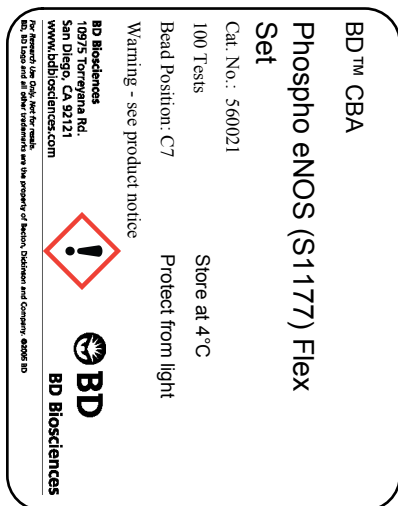 BD™ CBA
Phospho eNOS (S1177) Flex
Set
Cat. No.: 560021
100 Tests
Store at 4°C
Bead Position: C7
Protect from light
Warning - see product notice
BD Biosciences
10975 Torreyana Rd.
San Diego, CA 92121
www.bdbiosciences.com
BD
BD Biosciences
For Research Use Only. Not for resale.
BD, BD Logo and all other trademarks are the property of Becton, Dickinson and Company. ©2005 BD